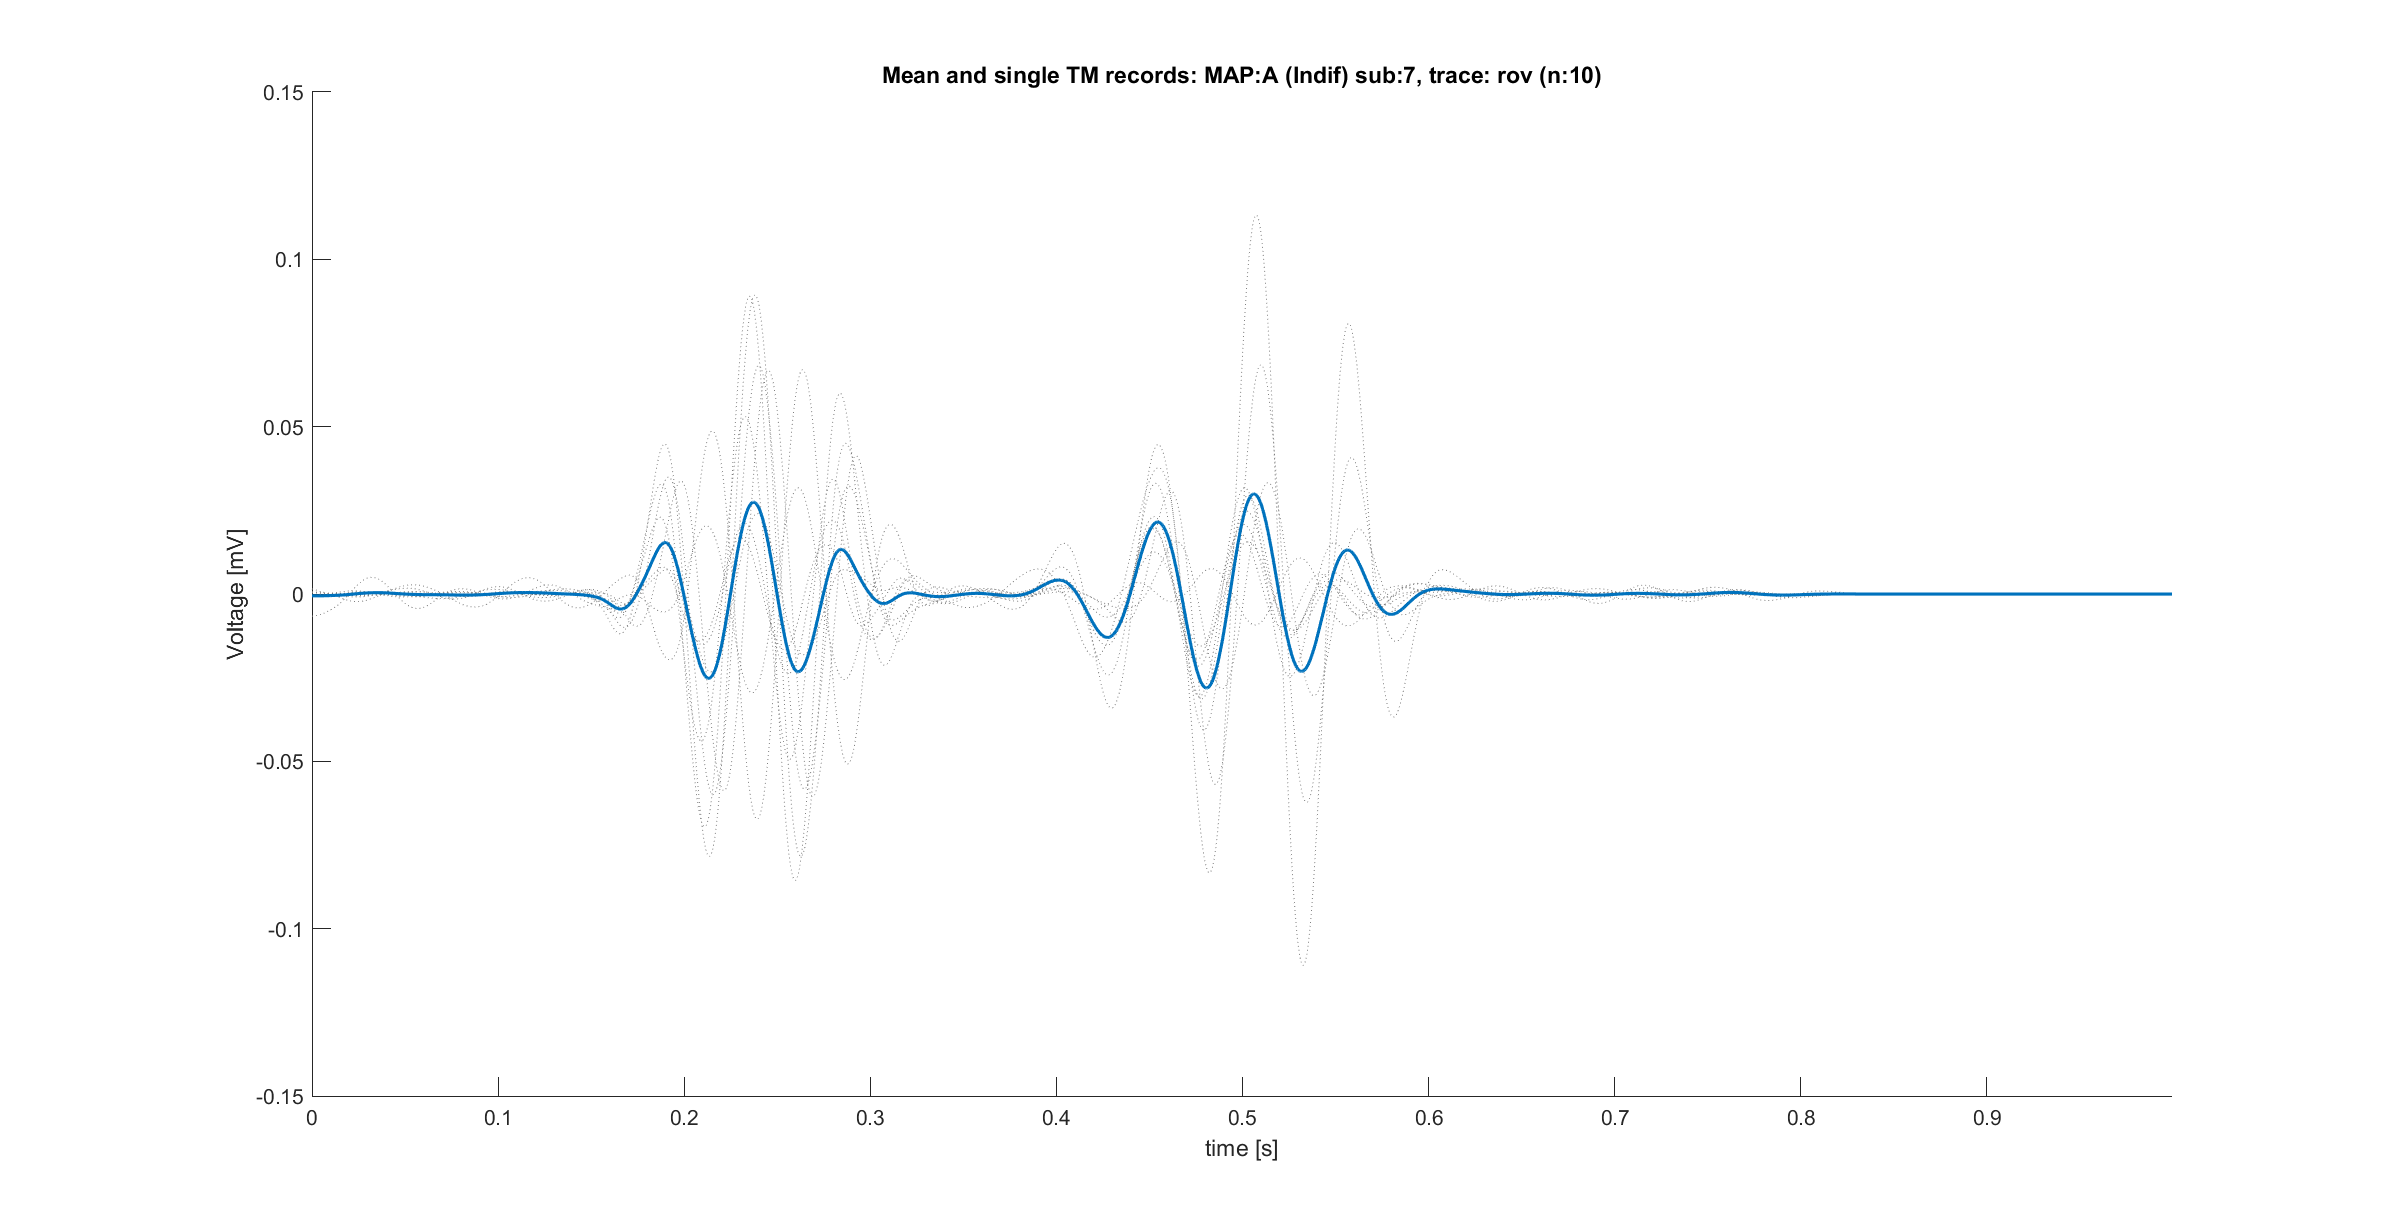 Mean and single TM records: MAP:A (Indif) sub:7, trace: rov (n:10)
0.15
0.1
0.05
0
-0.05
-0.1
-0.15
Voltage [mV]
0 0.1 0.2 0.3 0.4 0.5 0.6 0.7 0.8 0.9
time [s]